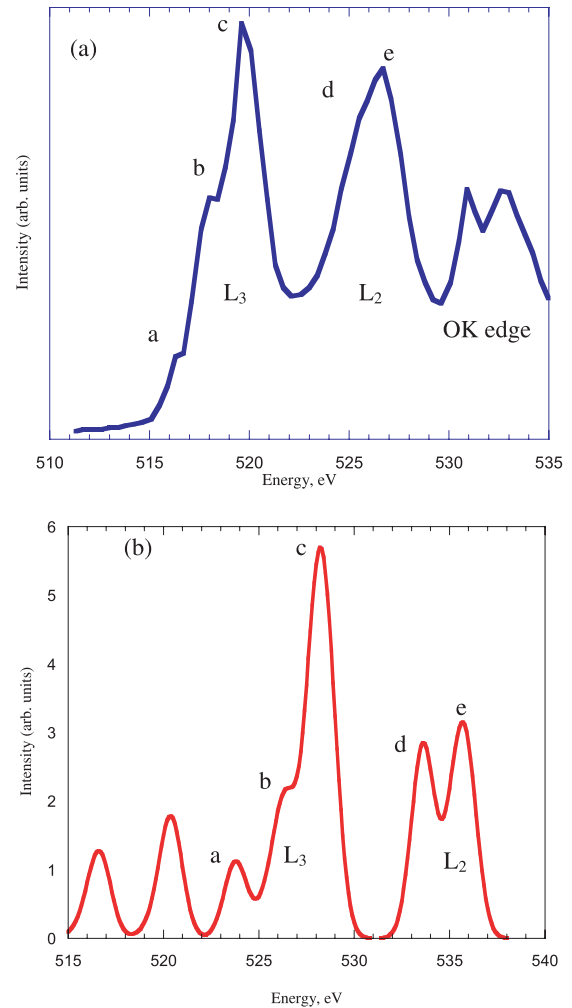 (a)
c
e
d
b
a
L3
L2
OK edge
Intensity (arb. units)
510 515 520 525 530 535
Energy, eV
(b)
c
e
d
b
a
L3
L2
Intensity (arb. units)
6
5
4
3
2
1
0
515 520 525 530 535 540
Energy, eV